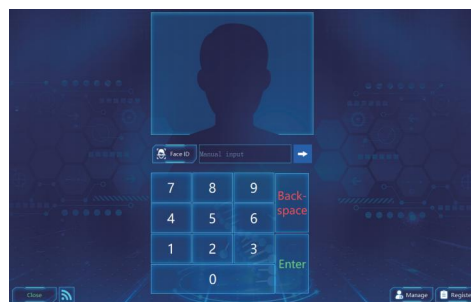 Face ID Manual input
7 8 9 Back-
space
4 5 6
1 2 3 Enter
0
Close Manage Registe